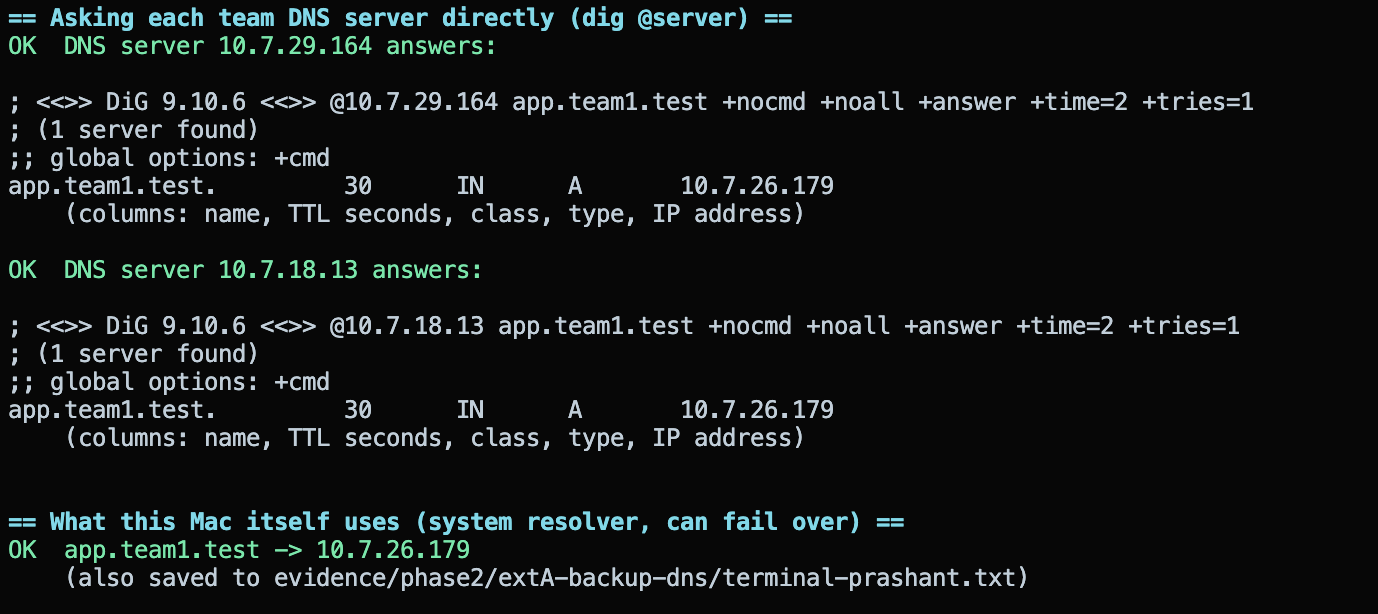 == Asking each team DNS server directly (dig @server) ==
OK  DNS server 10.7.29.164 answers:

; <<>> DiG 9.10.6 <<>> @10.7.29.164 app.team1.test +nocmd +noall +answer +time=2 +tries=1
; (1 server found)
;; global options: +cmd
app.team1.test.         30      IN      A       10.7.26.179
    (columns: name, TTL seconds, class, type, IP address)

OK  DNS server 10.7.18.13 answers:

; <<>> DiG 9.10.6 <<>> @10.7.18.13 app.team1.test +nocmd +noall +answer +time=2 +tries=1
; (1 server found)
;; global options: +cmd
app.team1.test.         30      IN      A       10.7.26.179
    (columns: name, TTL seconds, class, type, IP address)


== What this Mac itself uses (system resolver, can fail over) ==
OK  app.team1.test -> 10.7.26.179
    (also saved to evidence/phase2/extA-backup-dns/terminal-prashant.txt)